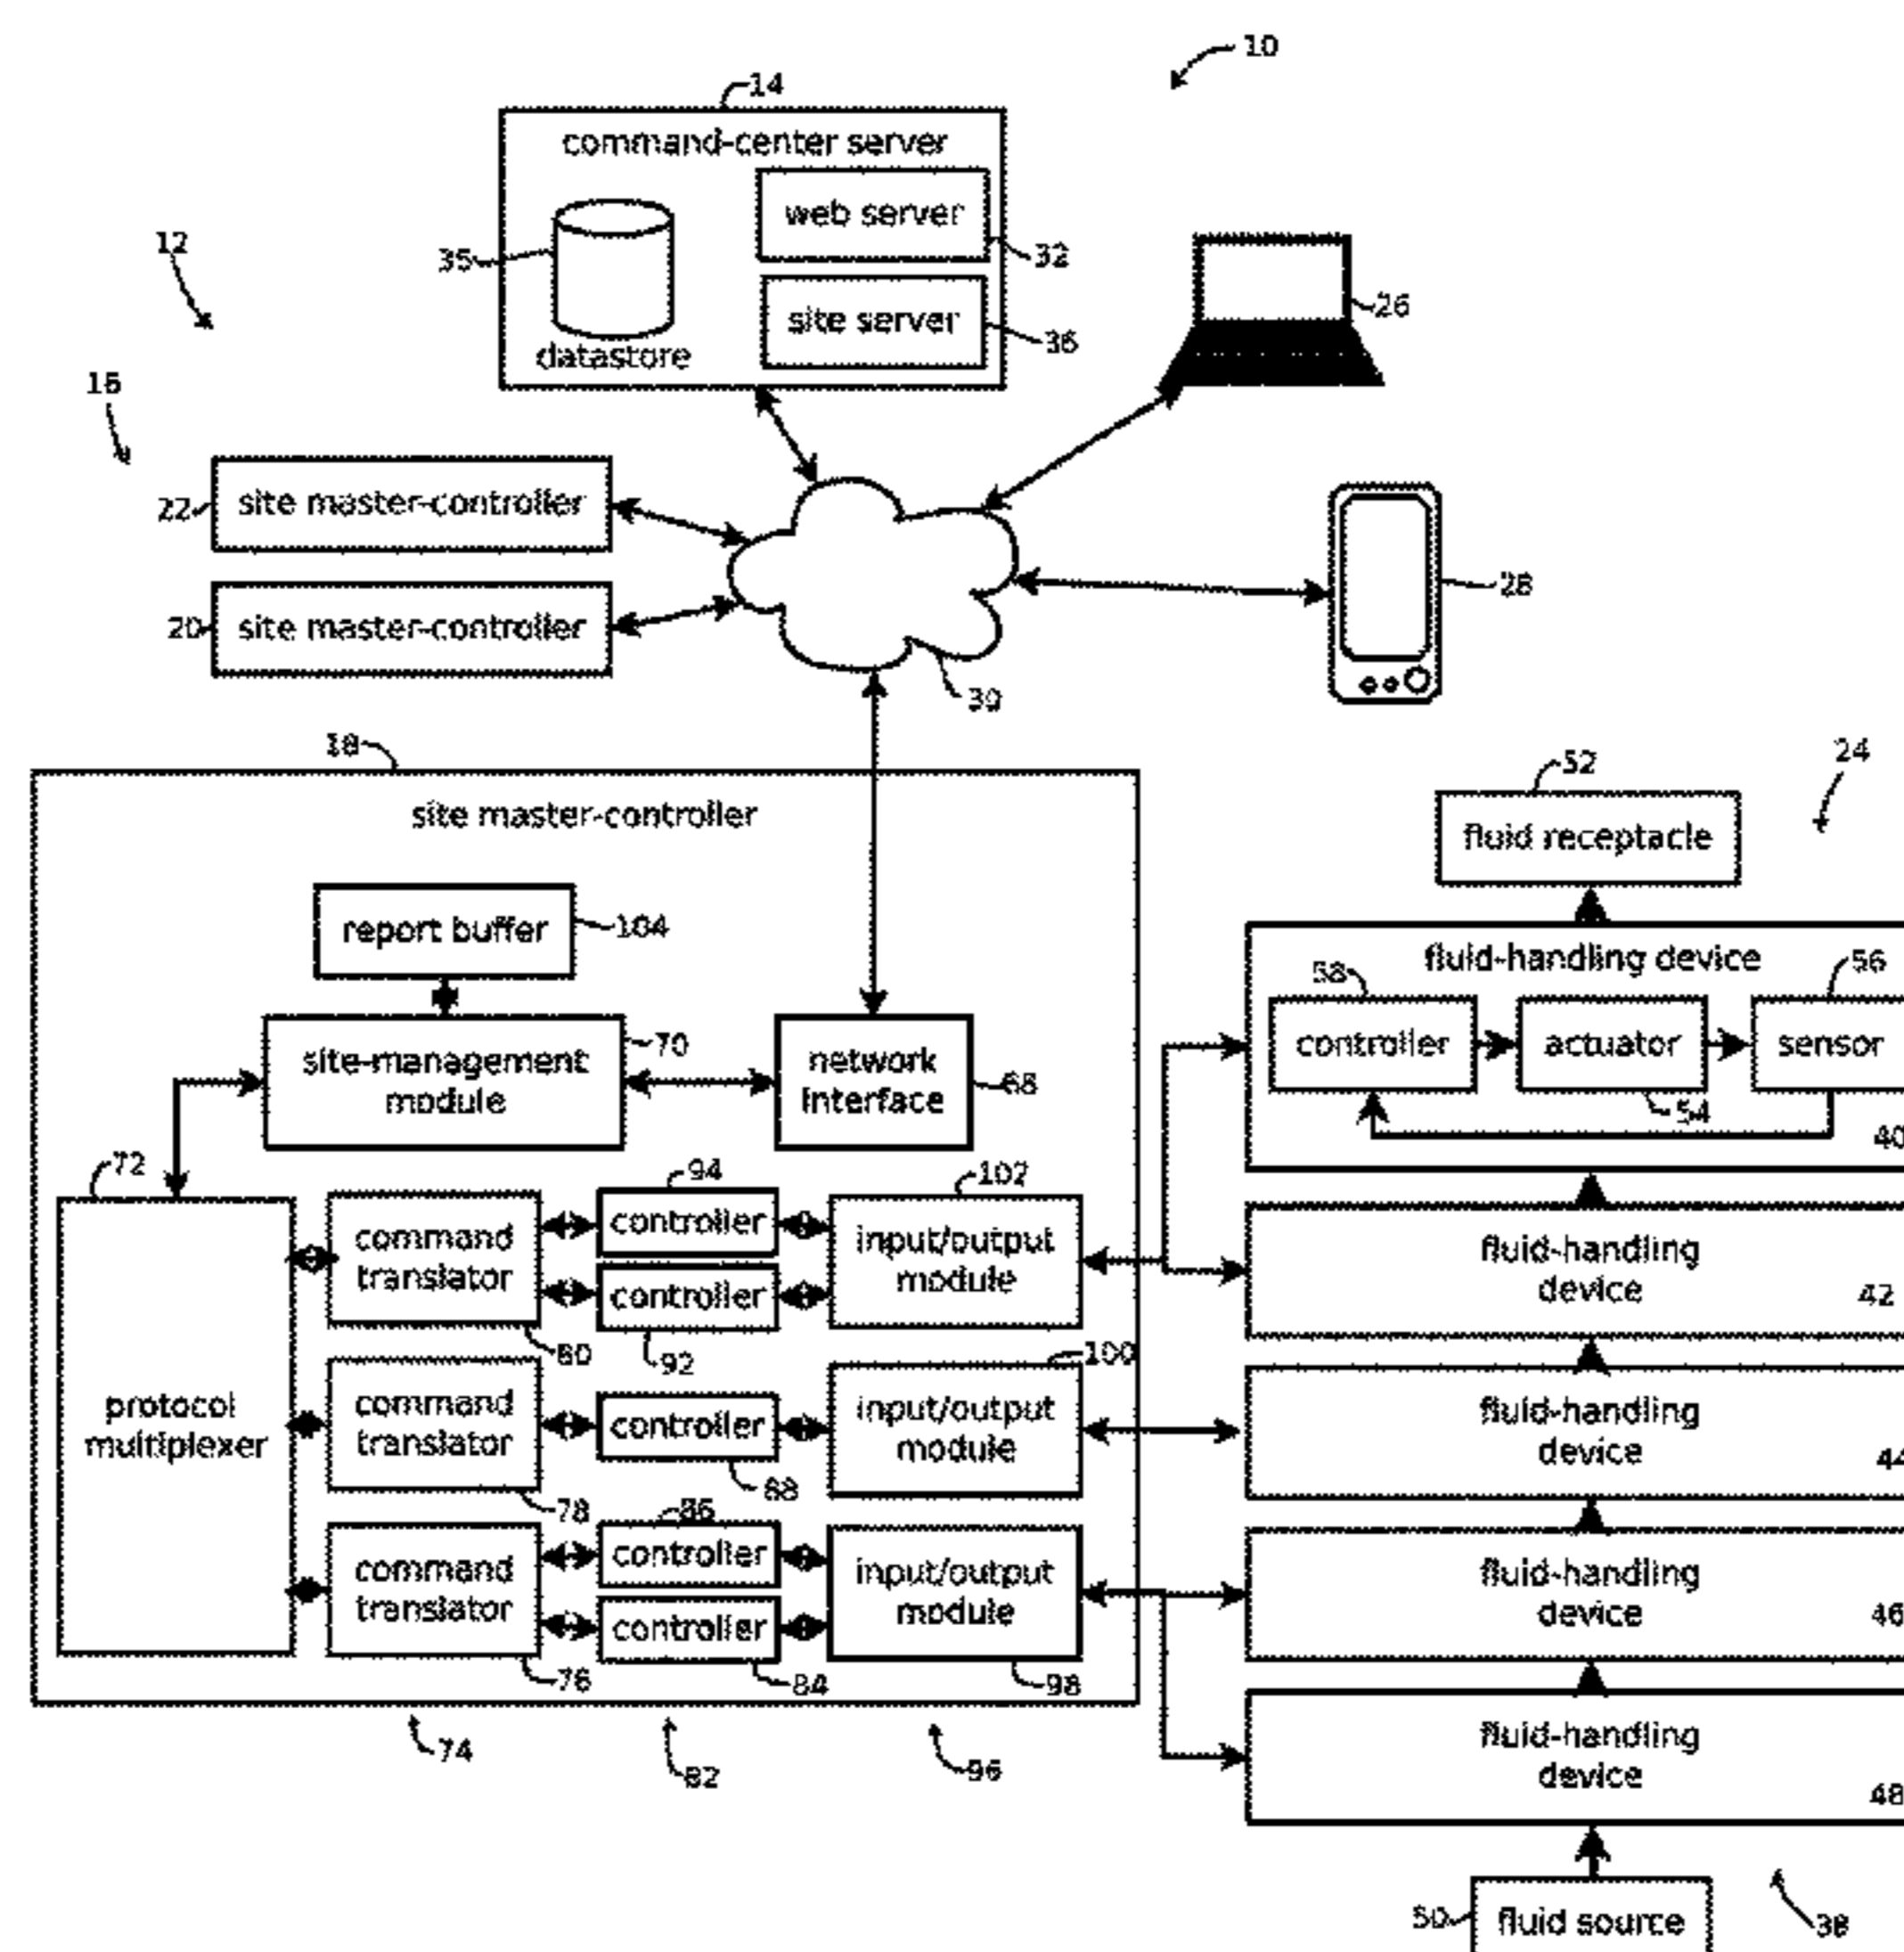 10
14
command-center server
web server
12
35
32
26
site server
36
datastore
16
22
site master-controller
28
20
site master-controller
30
18
52
24
site master-controller
fluid receptacle
report buffer
104
fluid-handling device
58
56
site-management
module
70
network
interface
68
controller
actuator
sensor
54
40
72
94
102
command
translator
controller
input/output
module
fluid-handling
device
42
controller
80
92
100
protocol
multiplexer
command
translator
controller
input/output
module
fluid-handling
device
44
88
78
86
command
translator
controller
input/output
module
fluid-handling
device
46
controller
76
84
98
74
82
96
fluid-handling
device
48
50
fluid source
38